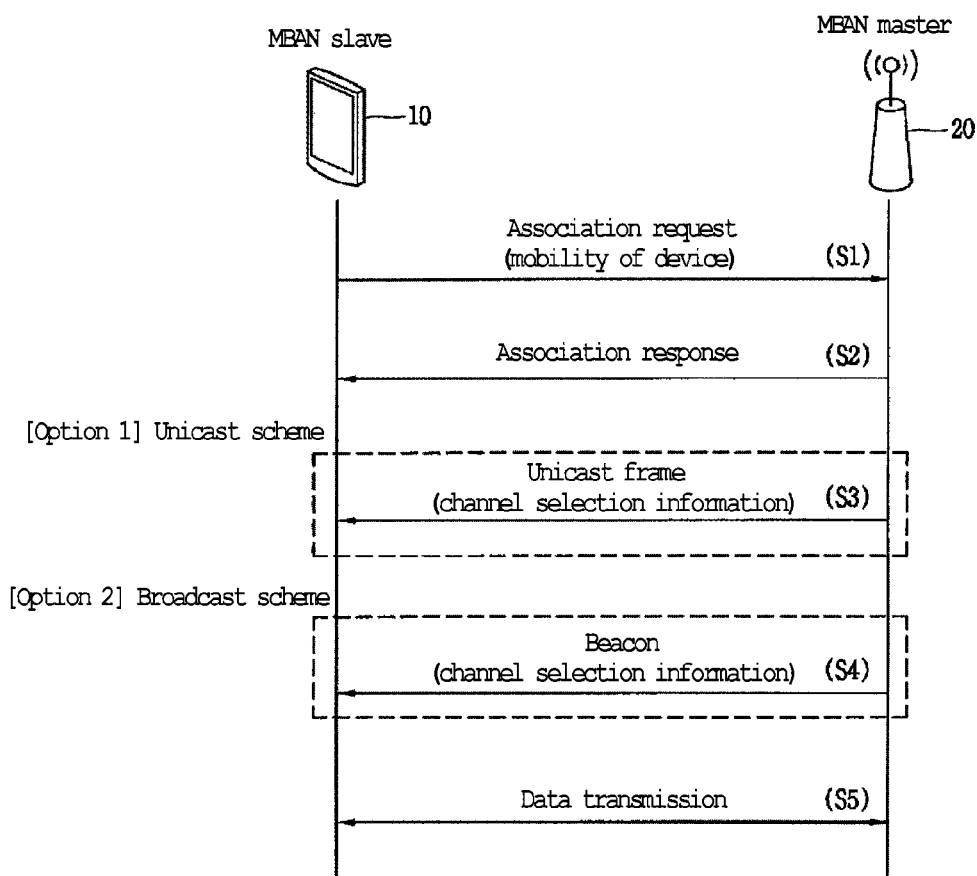 MBAN slave
MBAN master
10
20
Association request
(mobility of device)
(S1)
Association response
(S2)
[Option 1] Unicast scheme
Unicast frame
(channel selection information)
(S3)
[Option 2] Broadcast scheme
Beacon
(channel selection information)
(S4)
Data transmission
(S5)